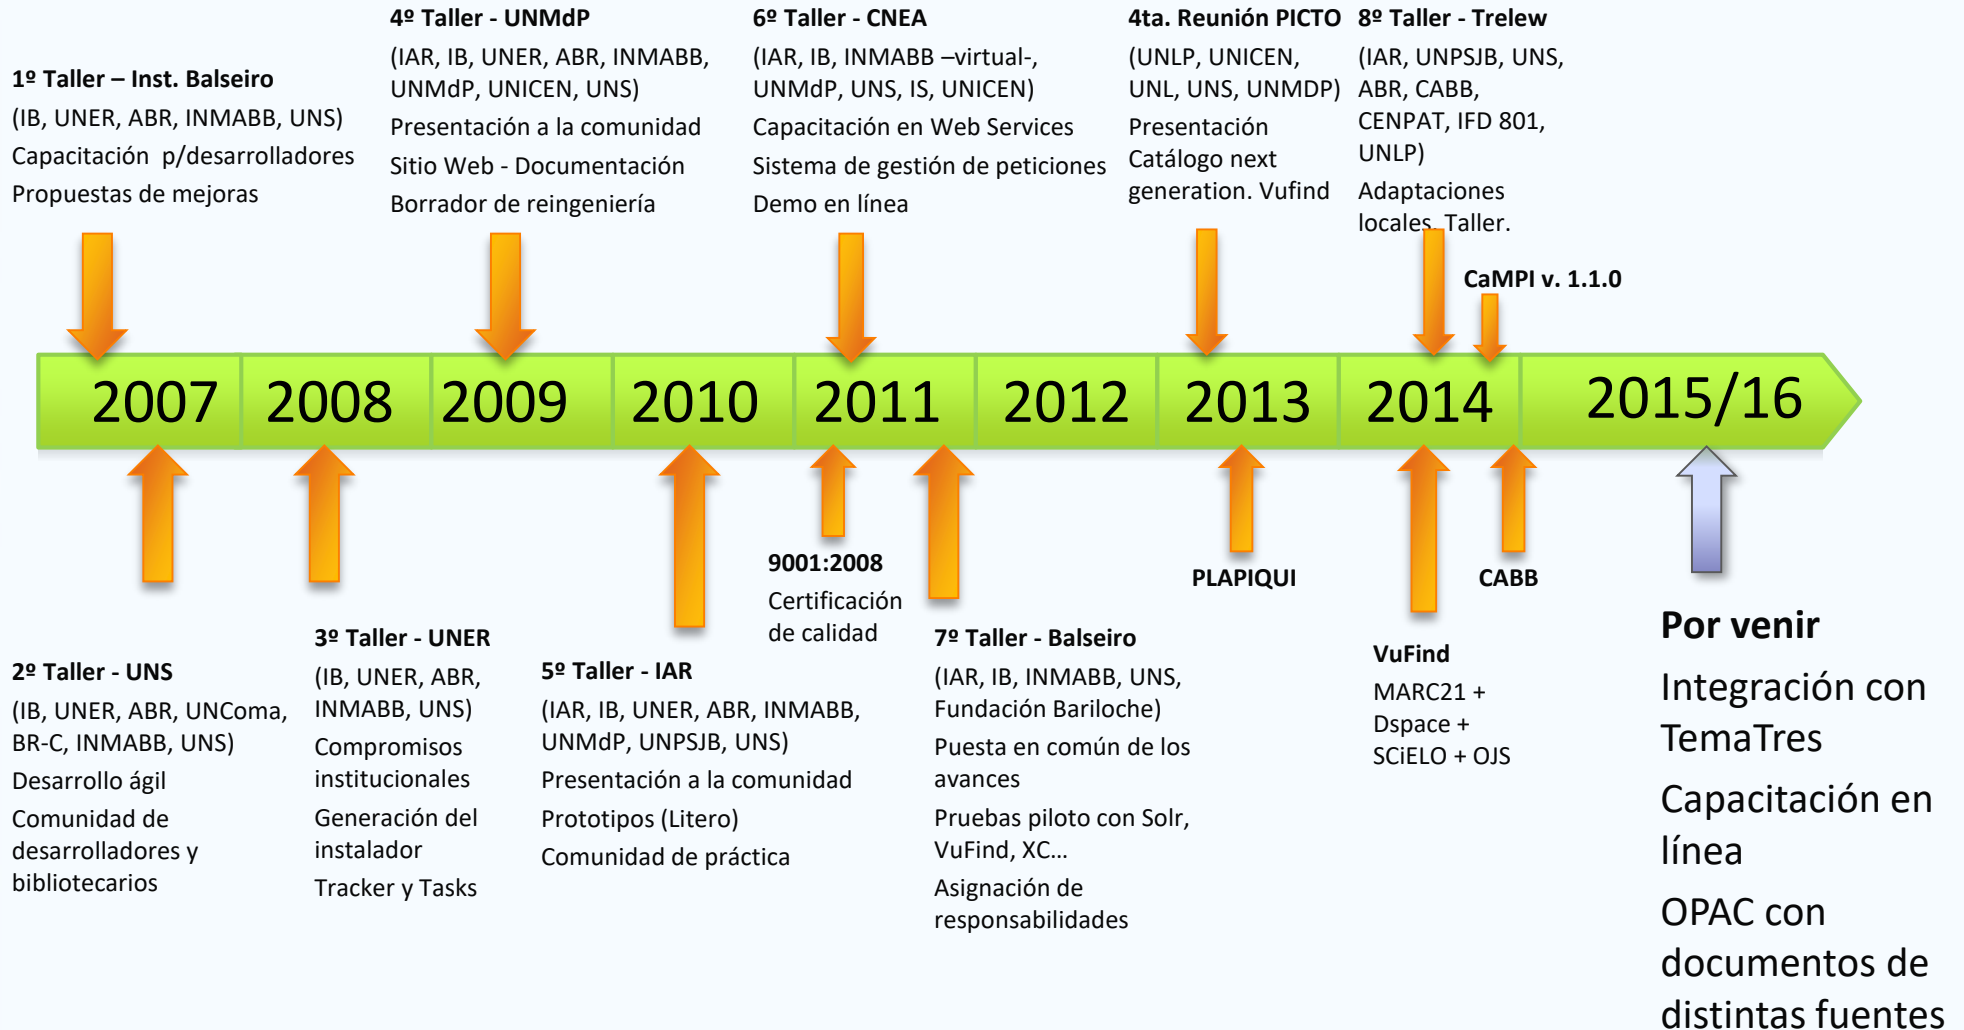 1º Taller – Inst. Balseiro
(IB, UNER, ABR, INMABB, UNS)
Capacitación p/desarrolladores
Propuestas de mejoras
4º Taller - UNMdP
(IAR, IB, UNER, ABR, INMABB,
UNMdP, UNICEN, UNS)
Presentación a la comunidad
Sitio Web - Documentación
Borrador de reingeniería
6º Taller - CNEA
(IAR, IB, INMABB –virtual-,
UNMdP, UNS, IS, UNICEN)
Capacitación en Web Services
Sistema de gestión de peticiones
Demo en línea
4ta. Reunión PICTO
(UNLP, UNICEN,
UNL, UNS, UNMDP)
Presentación
Catálogo next
generation. Vufind
8º Taller - Trelew
(IAR, UNPSJB, UNS,
ABR, CABB,
CENPAT, IFD 801,
UNLP)
Adaptaciones
locales. Taller.
CaMPI v. 1.1.0
2007
2008
2009
2010
2011
2012
2013
2014
2015/16
2º Taller - UNS
(IB, UNER, ABR, UNComa,
BR-C, INMABB, UNS)
Desarrollo ágil
Comunidad de
desarrolladores y
bibliotecarios
3º Taller - UNER
(IB, UNER, ABR,
INMABB, UNS)
Compromisos
institucionales
Generación del
instalador
Tracker y Tasks
5º Taller - IAR
(IAR, IB, UNER, ABR, INMABB,
UNMdP, UNPSJB, UNS)
Presentación a la comunidad
Prototipos (Litero)
Comunidad de práctica
9001:2008
Certificación
de calidad
7º Taller - Balseiro
(IAR, IB, INMABB, UNS,
Fundación Bariloche)
Puesta en común de los
avances
Pruebas piloto con Solr,
VuFind, XC...
Asignación de
responsabilidades
PLAPIQUI
VuFind
MARC21 +
Dspace +
SCiELO + OJS
CABB
Por venir
Integración con
TemaTres
Capacitación en
línea
OPAC con
documentos de
distintas fuentes